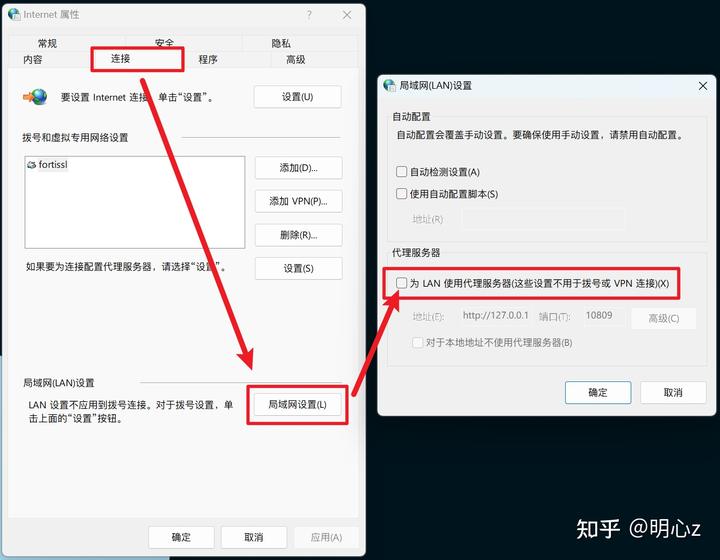 Internet 属性
常规
安全
隐私
内容
连接
程序
高级
要设置 Internet 连接，单击“设置”。
设置(U)
拨号和虚拟专用网络设置
fortissl
添加(D)...
添加 VPN(P)...
删除(R)...
如果要为连接配置代理服务器，请选择“设置”。
设置(S)
局域网(LAN)设置
LAN 设置不应用到拨号连接。对于拨号设置，单
击上面的“设置”按钮。
局域网设置(L)
确定
取消
应用(A)
局域网(LAN)设置
自动配置
自动配置会覆盖手动设置。要确保使用手动设置，请禁用自动配置。
自动检测设置(A)
使用自动配置脚本(S)
地址(R)
代理服务器
为 LAN 使用代理服务器(这些设置不用于拨号或 VPN 连接)(X)
地址(E): http://127.0.0.1 端口(T): 10809 高级(C)
对于本地地址不使用代理服务器(B)
确定
取消
知乎 @明心z